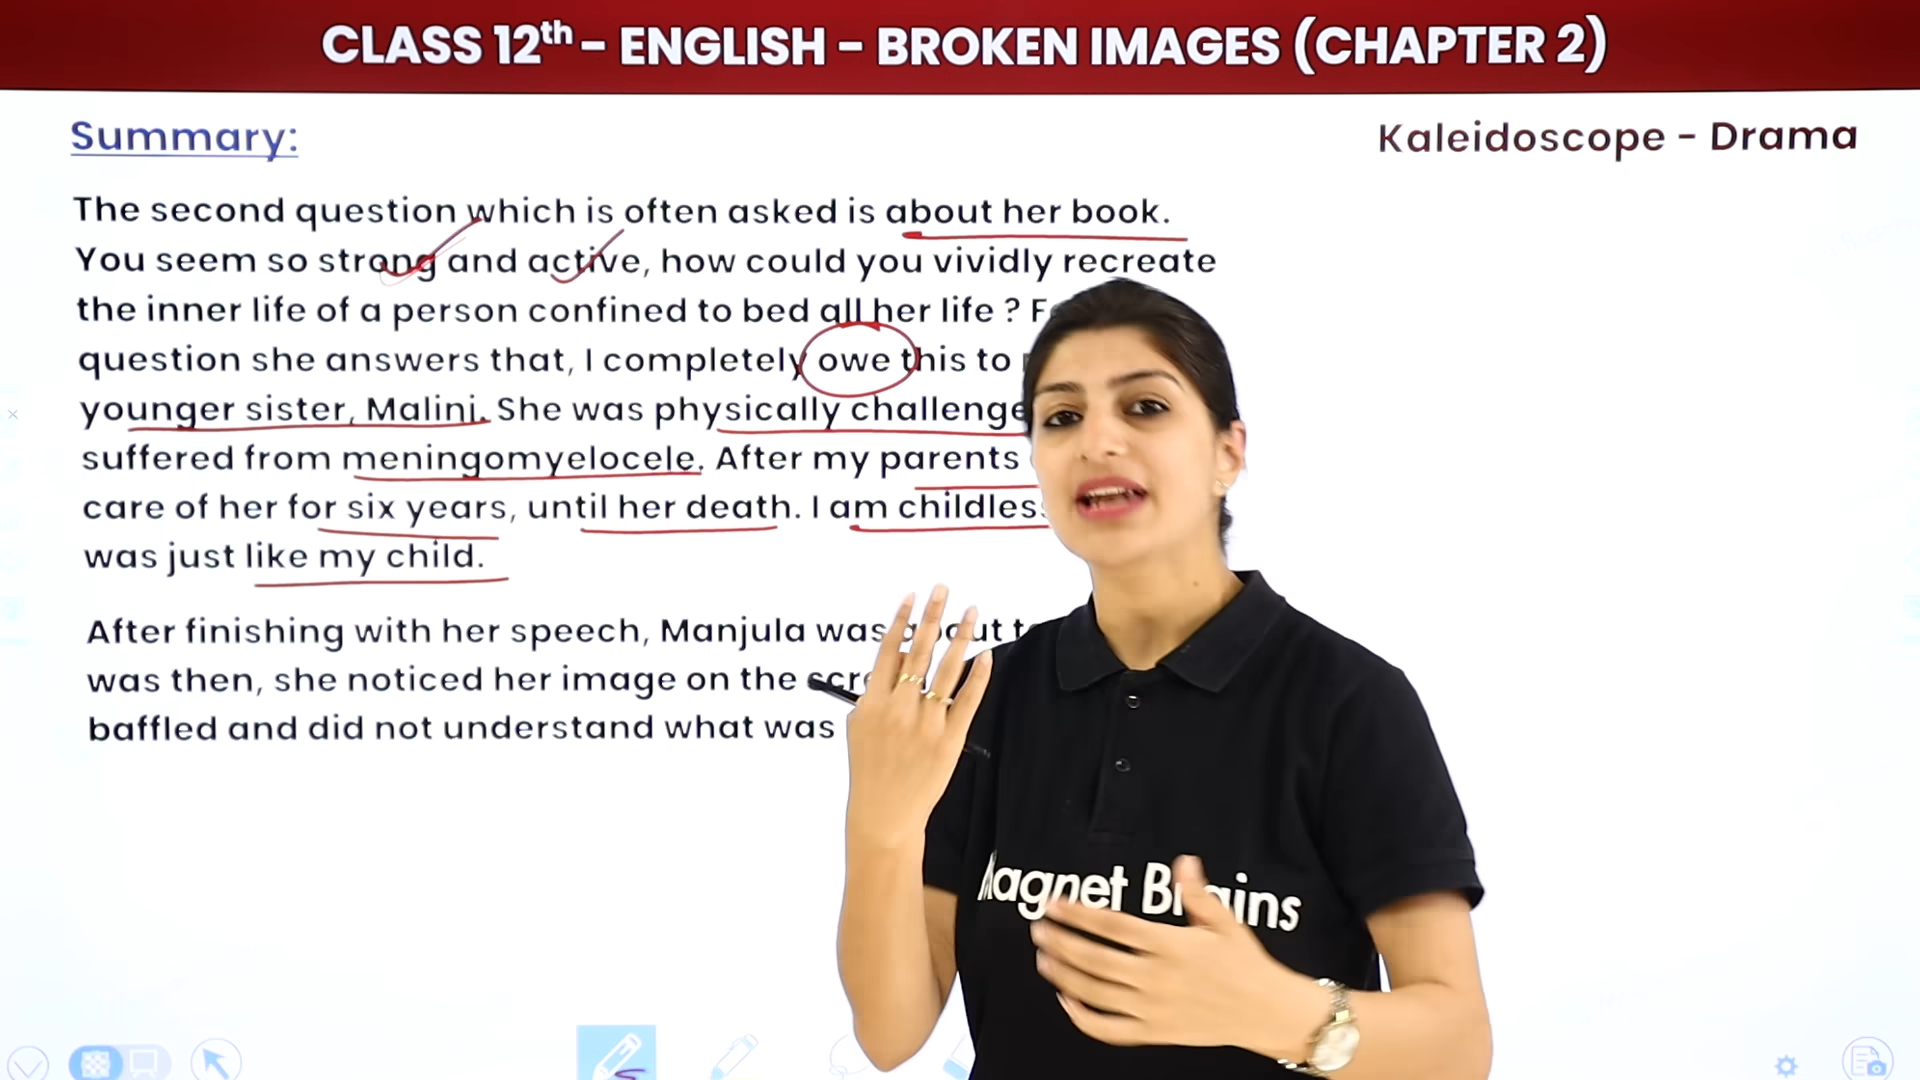 CLASS 12th – ENGLISH – BROKEN IMAGES (CHAPTER 2)
Summary:
Kaleidoscope – Drama
The second question which is often asked is about her book.
You seem so strong and active, how could you vividly recreate
the inner life of a person confined to bed all her life ?
question she answers that, I completely owe this to
younger sister, Malini. She was physically
suffered from meningomyelocele. After my parents
care of her for six years, until her death. I am
was just like my child.
After finishing with her speech, Manjula was about
was then, she noticed her image on the
baffled and did not understand what was
Magnet Brains